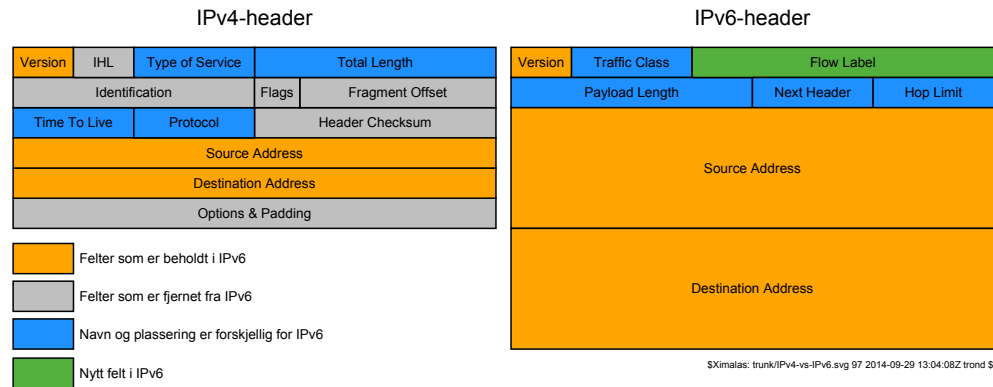 IPv4-header
Version IHL Type of Service Total Length
Identification Flags Fragment Offset
Time To Live Protocol Header Checksum
Source Address
Destination Address
Options & Padding
Felter som er beholdt i IPv6
Felter som er fjernet fra IPv6
Navn og plassering er forskjellig for IPv6
Nytt felt i IPv6
IPv6-header
Version Traffic Class Flow Label
Payload Length Next Header Hop Limit
Source Address
Destination Address
$Ximalas: trunk/IPv4-vs-IPv6.svg 97 2014-09-29 13:04:08Z trond $